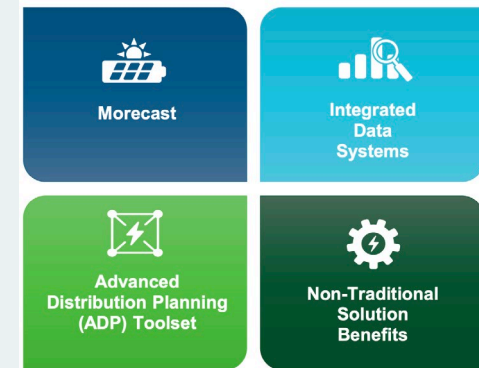 Morecast
Integrated
Data
Systems
Advanced
Distribution Planning
(ADP) Toolset
Non-Traditional
Solution
Benefits